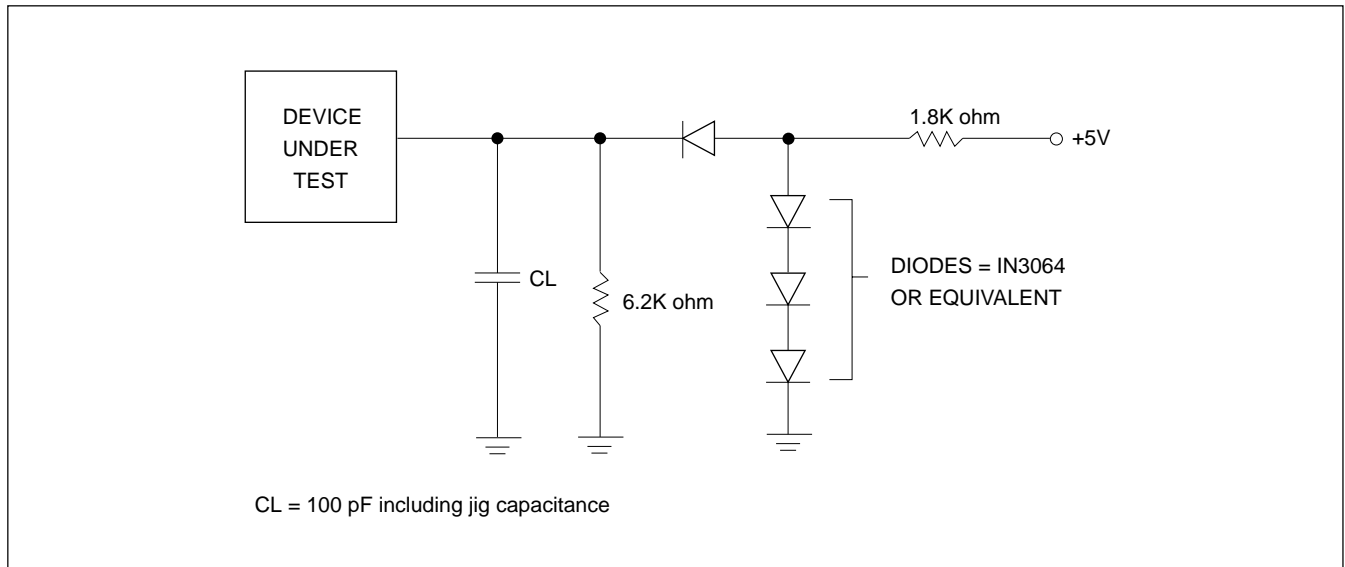 DEVICE
UNDER
TEST
1.8K ohm
+5V
CL
6.2K ohm
DIODES = IN3064
OR EQUIVALENT
CL = 100 pF including jig capacitance